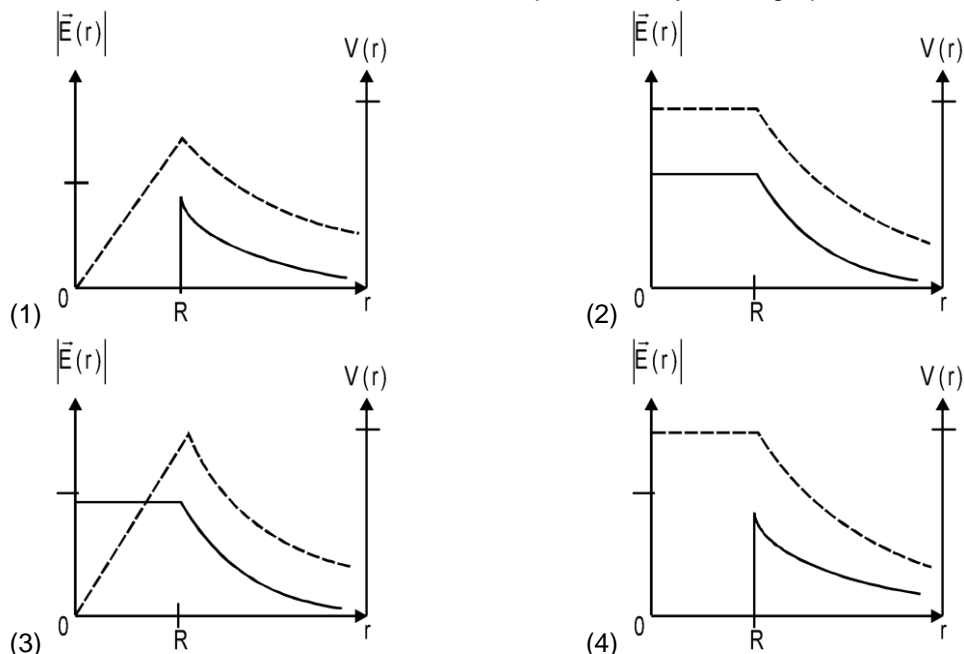 |E⃗(r)|
V(r)
0
R
r
(1)
|E⃗(r)|
V(r)
0
R
r
(2)
|E⃗(r)|
V(r)
0
R
r
(3)
|E⃗(r)|
V(r)
0
R
r
(4)